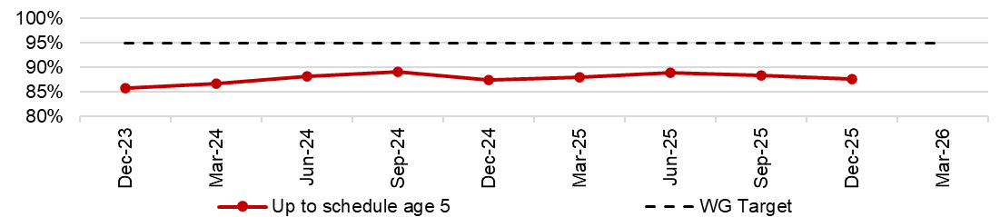 100%
95%
90%
85%
80%
Dec-23
Mar-24
Jun-24
Sep-24
Dec-24
Mar-25
Jun-25
Sep-25
Dec-25
Mar-26
Up to schedule age 5
WG Target